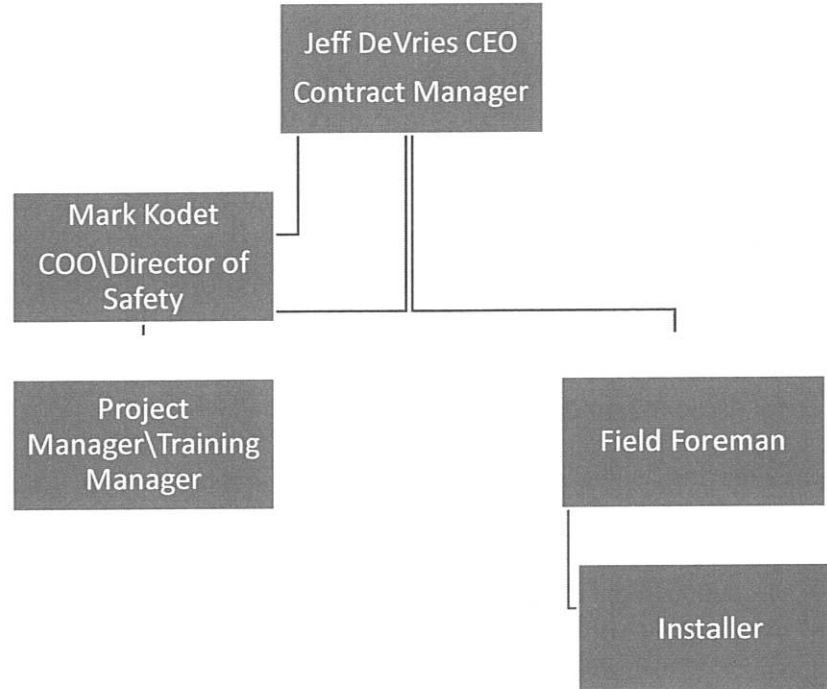 Jeff DeVries CEO
Contract Manager
Mark Kodet
COO\Director of
Safety
Project
Manager\Training
Manager
Field Foreman
Installer